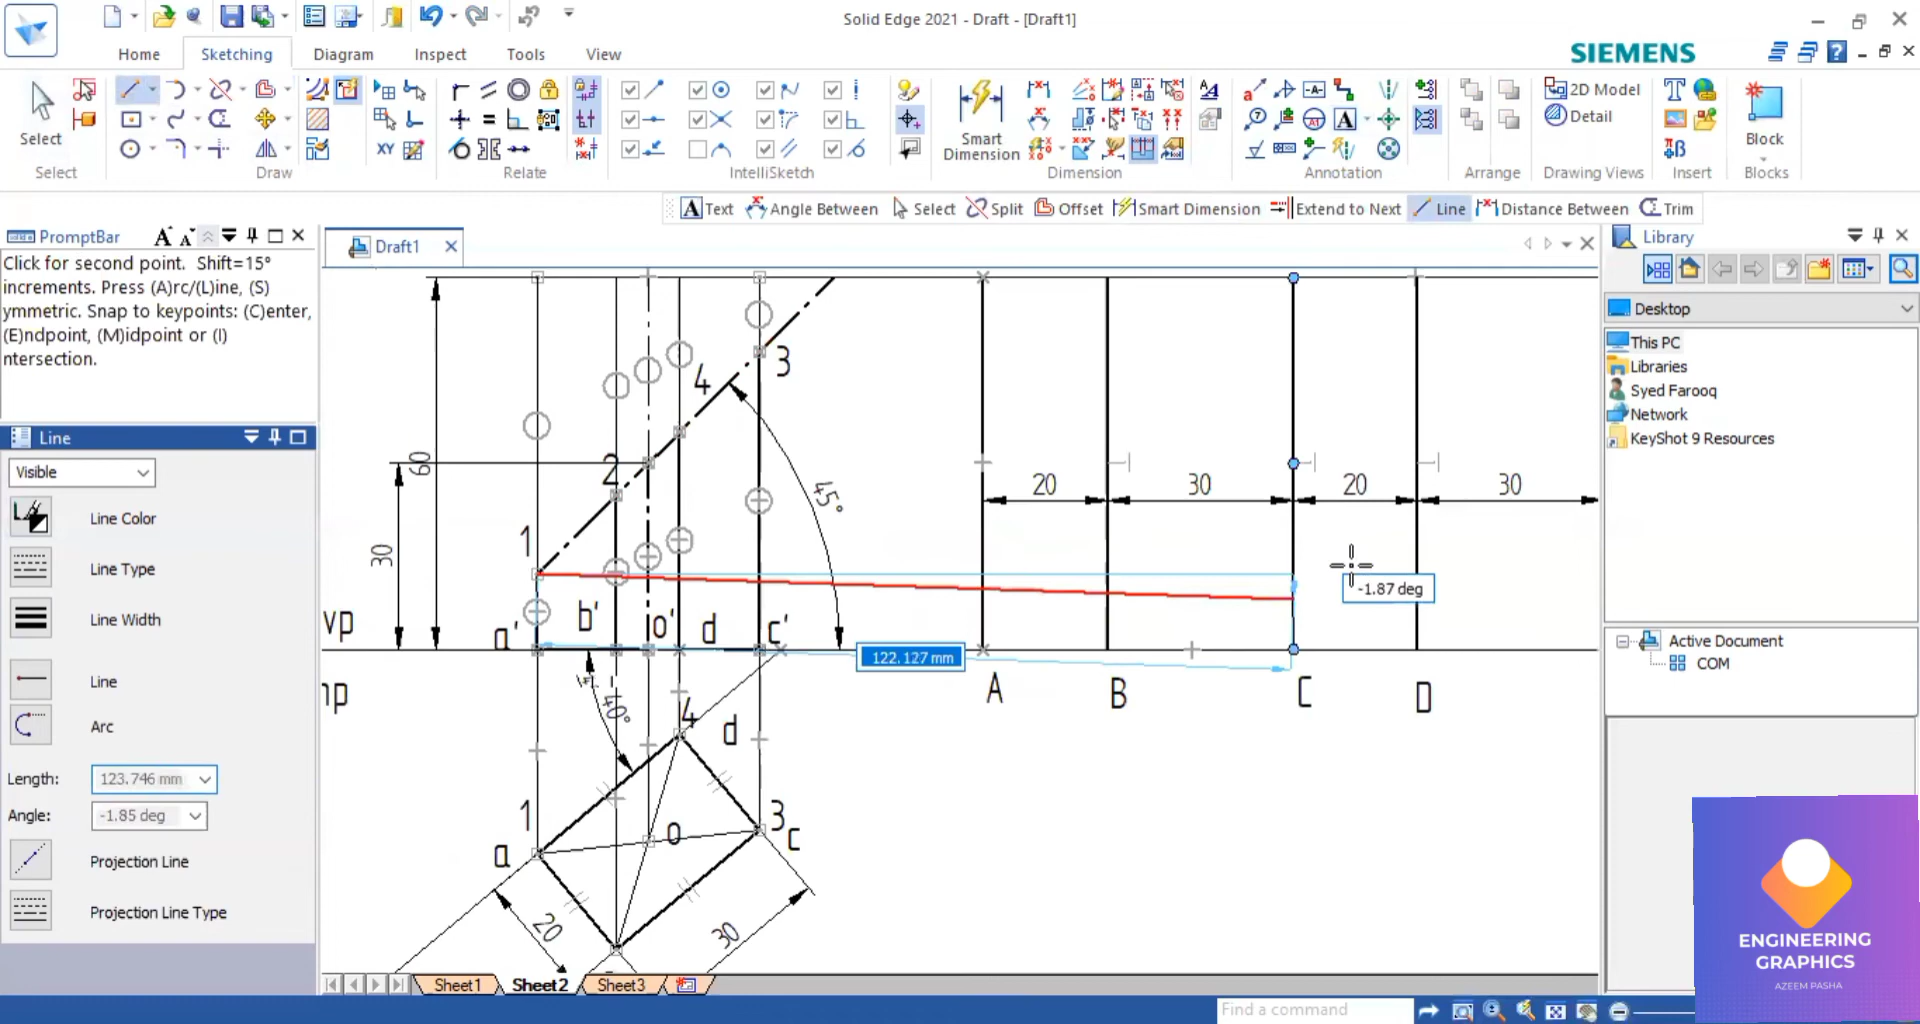 Solid Edge 2021 - Draft - [Draft1]
Home
Sketching
Diagram
Inspect
Tools
View
SIEMENS
Select
XY
Smart
Dimension
2D Model
Detail
Block
Select
Draw
Relate
IntelliSketch
Dimension
Annotation
Arrange
Drawing Views
Insert
Blocks
Text
Angle Between
Select
Split
Offset
Smart Dimension
Extend to Next
Line
Distance Between
Trim
PromptBar
Click for second point.  Shift=15°
increments. Press (A)rc/(L)ine, (S)
ymmetric. Snap to keypoints: (C)enter,
(E)ndpoint, (M)idpoint or (I)
ntersection.
Line
Visible
Line Color
Line Type
Line Width
Line
Arc
Length:
123.746 mm
Angle:
-1.85 deg
Projection Line
Projection Line Type
Draft1
60
30
vp
1
2
4
3
45°
20
30
20
30
-1.87 deg
122.127 mm
a'
b'
o'
d
c'
A
B
C
D
40°
4
d
1
a
o
3
c
20
30
Sheet1
Sheet2
Sheet3
Library
Desktop
This PC
Libraries
Syed Farooq
Network
KeyShot 9 Resources
Active Document
COM
ENGINEERING
GRAPHICS
AZEEM PASHA
Find a command